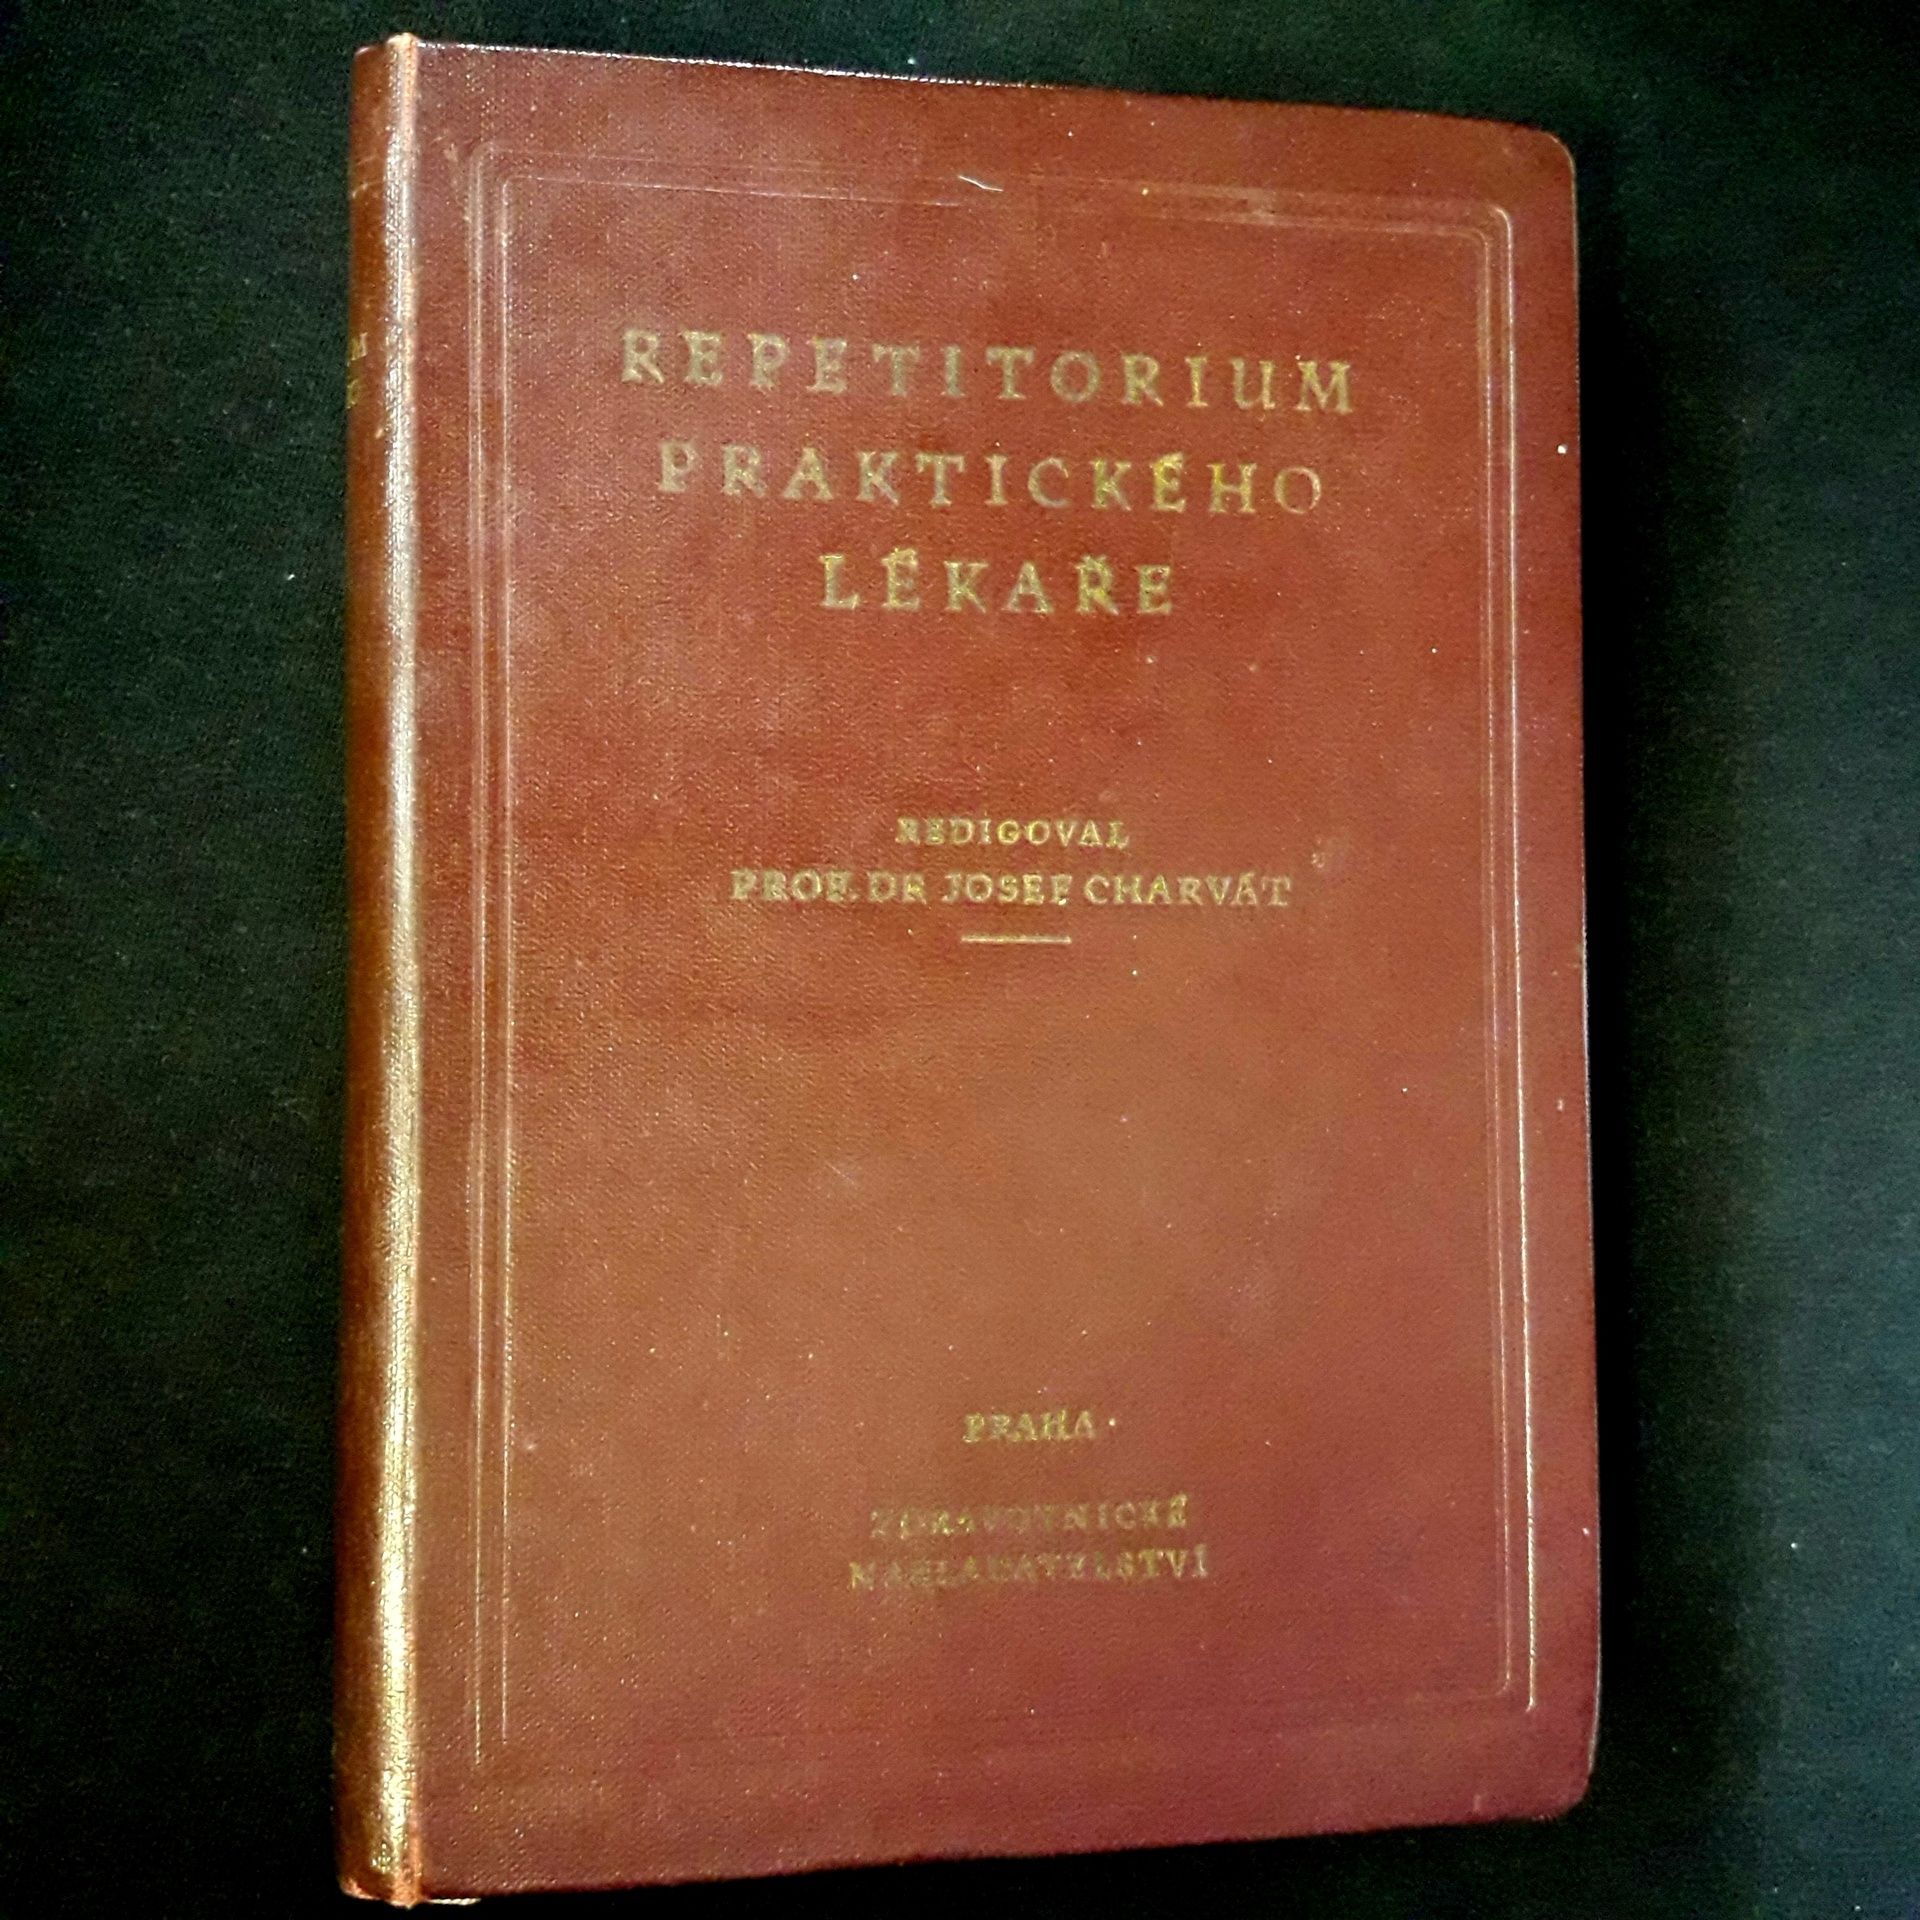 REPETITORIUM
PRAKTICKÉHO
LÉKAŘE
REDIGOVAL
PROF. DR JOSEF CHARVÁT
PRAHA
ZDRAVOTNICKÉ
NAKLADATELSTVÍ